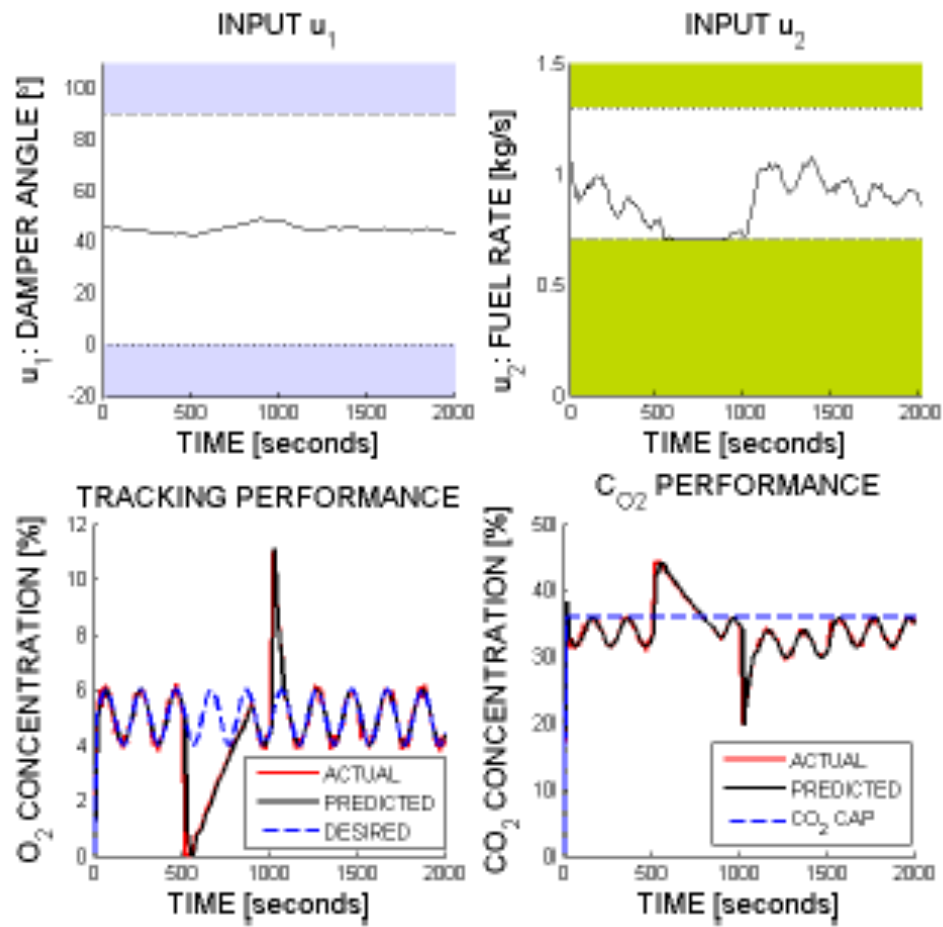 INPUT u1
u1: DAMPER ANGLE [°]
100
80
60
40
20
0
-20
0 500 1000 1500 2000
TIME [seconds]
INPUT u2
u2: FUEL RATE [kg/s]
1.5
1
0.5
0
0 500 1000 1500 2000
TIME [seconds]
TRACKING PERFORMANCE
O2 CONCENTRATION [%]
12
10
8
6
4
2
0
0 500 1000 1500 2000
ACTUAL
PREDICTED
DESIRED
TIME [seconds]
CO2 PERFORMANCE
CO2 CONCENTRATION [%]
50
40
30
20
10
0
0 500 1000 1500 2000
ACTUAL
PREDICTED
CO2 CAP
TIME [seconds]